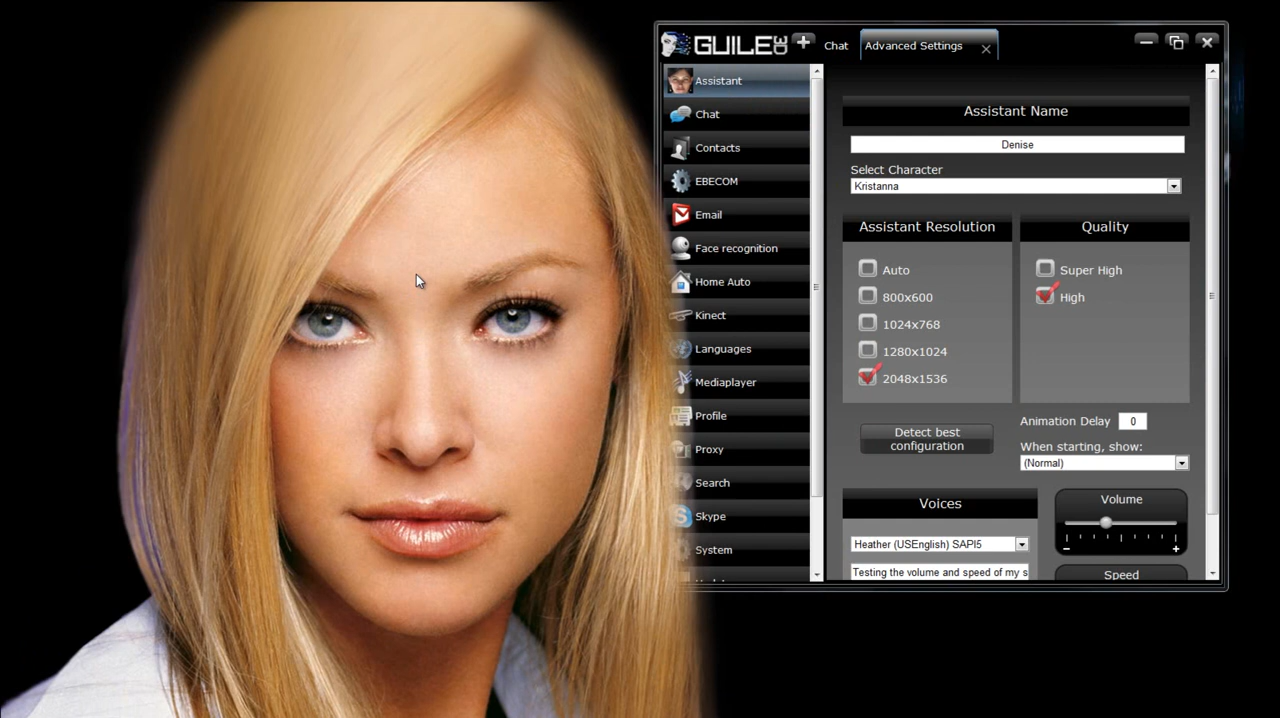 GUILE 3D
Chat
Advanced Settings
Assistant
Chat
Contacts
EBECOM
Email
Face recognition
Home Auto
Kinect
Languages
Mediaplayer
Profile
Proxy
Search
Skype
System
Assistant Name
Denise
Select Character
Kristanna
Assistant Resolution
Auto
800x600
1024x768
1280x1024
2048x1536
Quality
Super High
High
Detect best
configuration
Animation Delay 0
When starting, show:
(Normal)
Voices
Heather (USEnglish) SAPI5
Testing the volume and speed of my s
Volume
- +
Speed